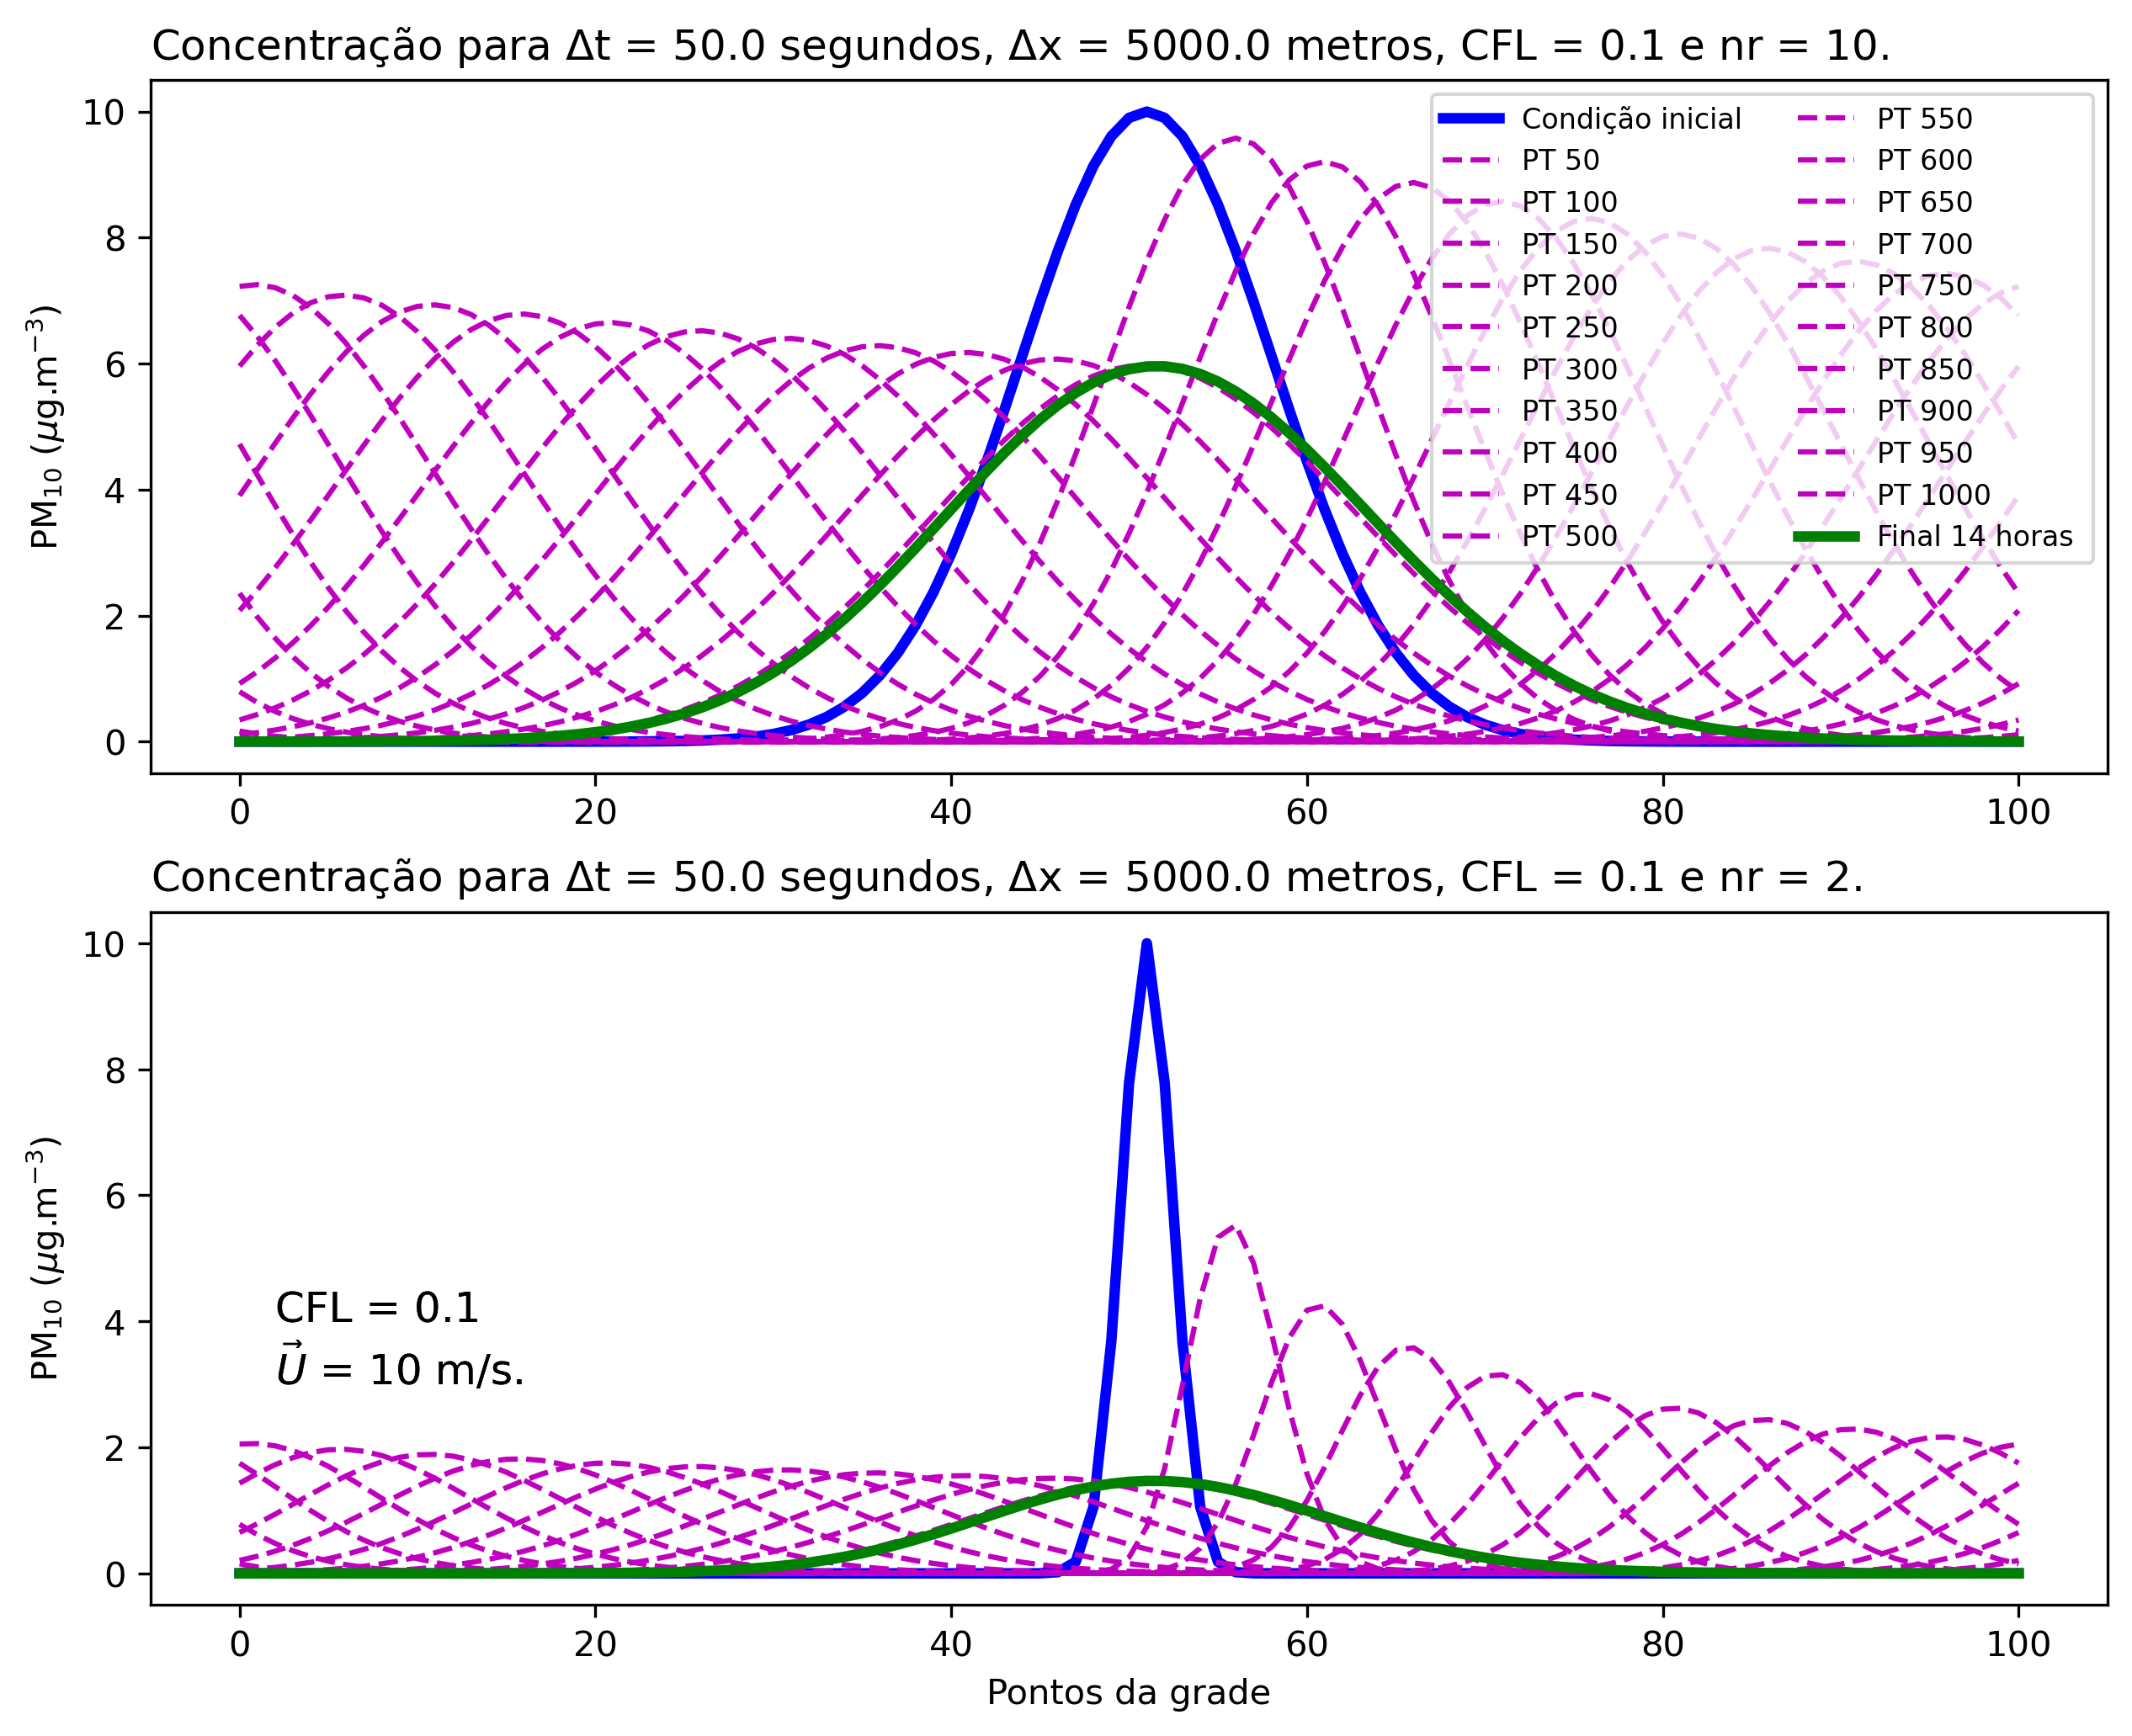 Concentração para Δt = 50.0 segundos, Δx = 5000.0 metros, CFL = 0.1 e nr = 10.
PM₁₀ (μg.m⁻³)
10
8
6
4
2
0
Condição inicial
PT 50
PT 100
PT 150
PT 200
PT 250
PT 300
PT 350
PT 400
PT 450
PT 500
PT 550
PT 600
PT 650
PT 700
PT 750
PT 800
PT 850
PT 900
PT 950
PT 1000
Final 14 horas
0 20 40 60 80 100
Concentração para Δt = 50.0 segundos, Δx = 5000.0 metros, CFL = 0.1 e nr = 2.
PM₁₀ (μg.m⁻³)
10
8
6
4
2
0
CFL = 0.1
U⃗ = 10 m/s.
0 20 40 60 80 100
Pontos da grade